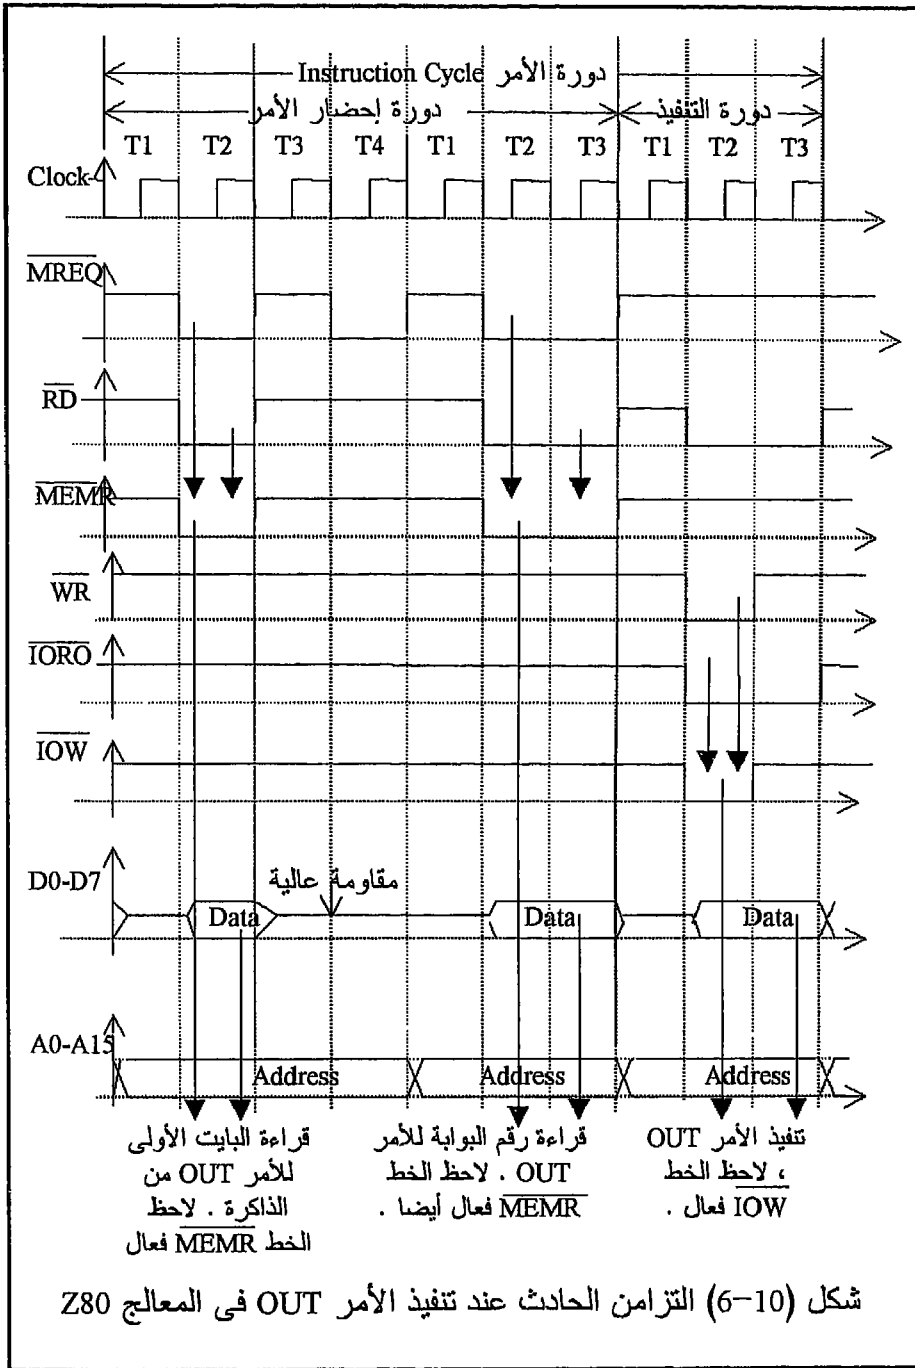 دورة الأمر Instruction Cycle
دورة إحضار الأمر دورة التنفيذ
T1 T2 T3 T4 T1 T2 T3 T1 T2 T3
Clock
MREQ
RD
MEMR
WR
IORO
IOW
مقاومة عالية
D0-D7
Data Data Data
A0-A15
Address Address Address
قراءة البايت الأولى
للأمر OUT من
الذاكرة . لاحظ
الخط MEMR فعال
قراءة رقم البوابة للأمر
OUT . لاحظ الخط
MEMR فعال أيضا .
تنفيذ الأمر OUT
، لاحظ الخط
IOW فعال .
شكل (6-10) التزامن الحادث عند تنفيذ الأمر OUT فى المعالج Z80